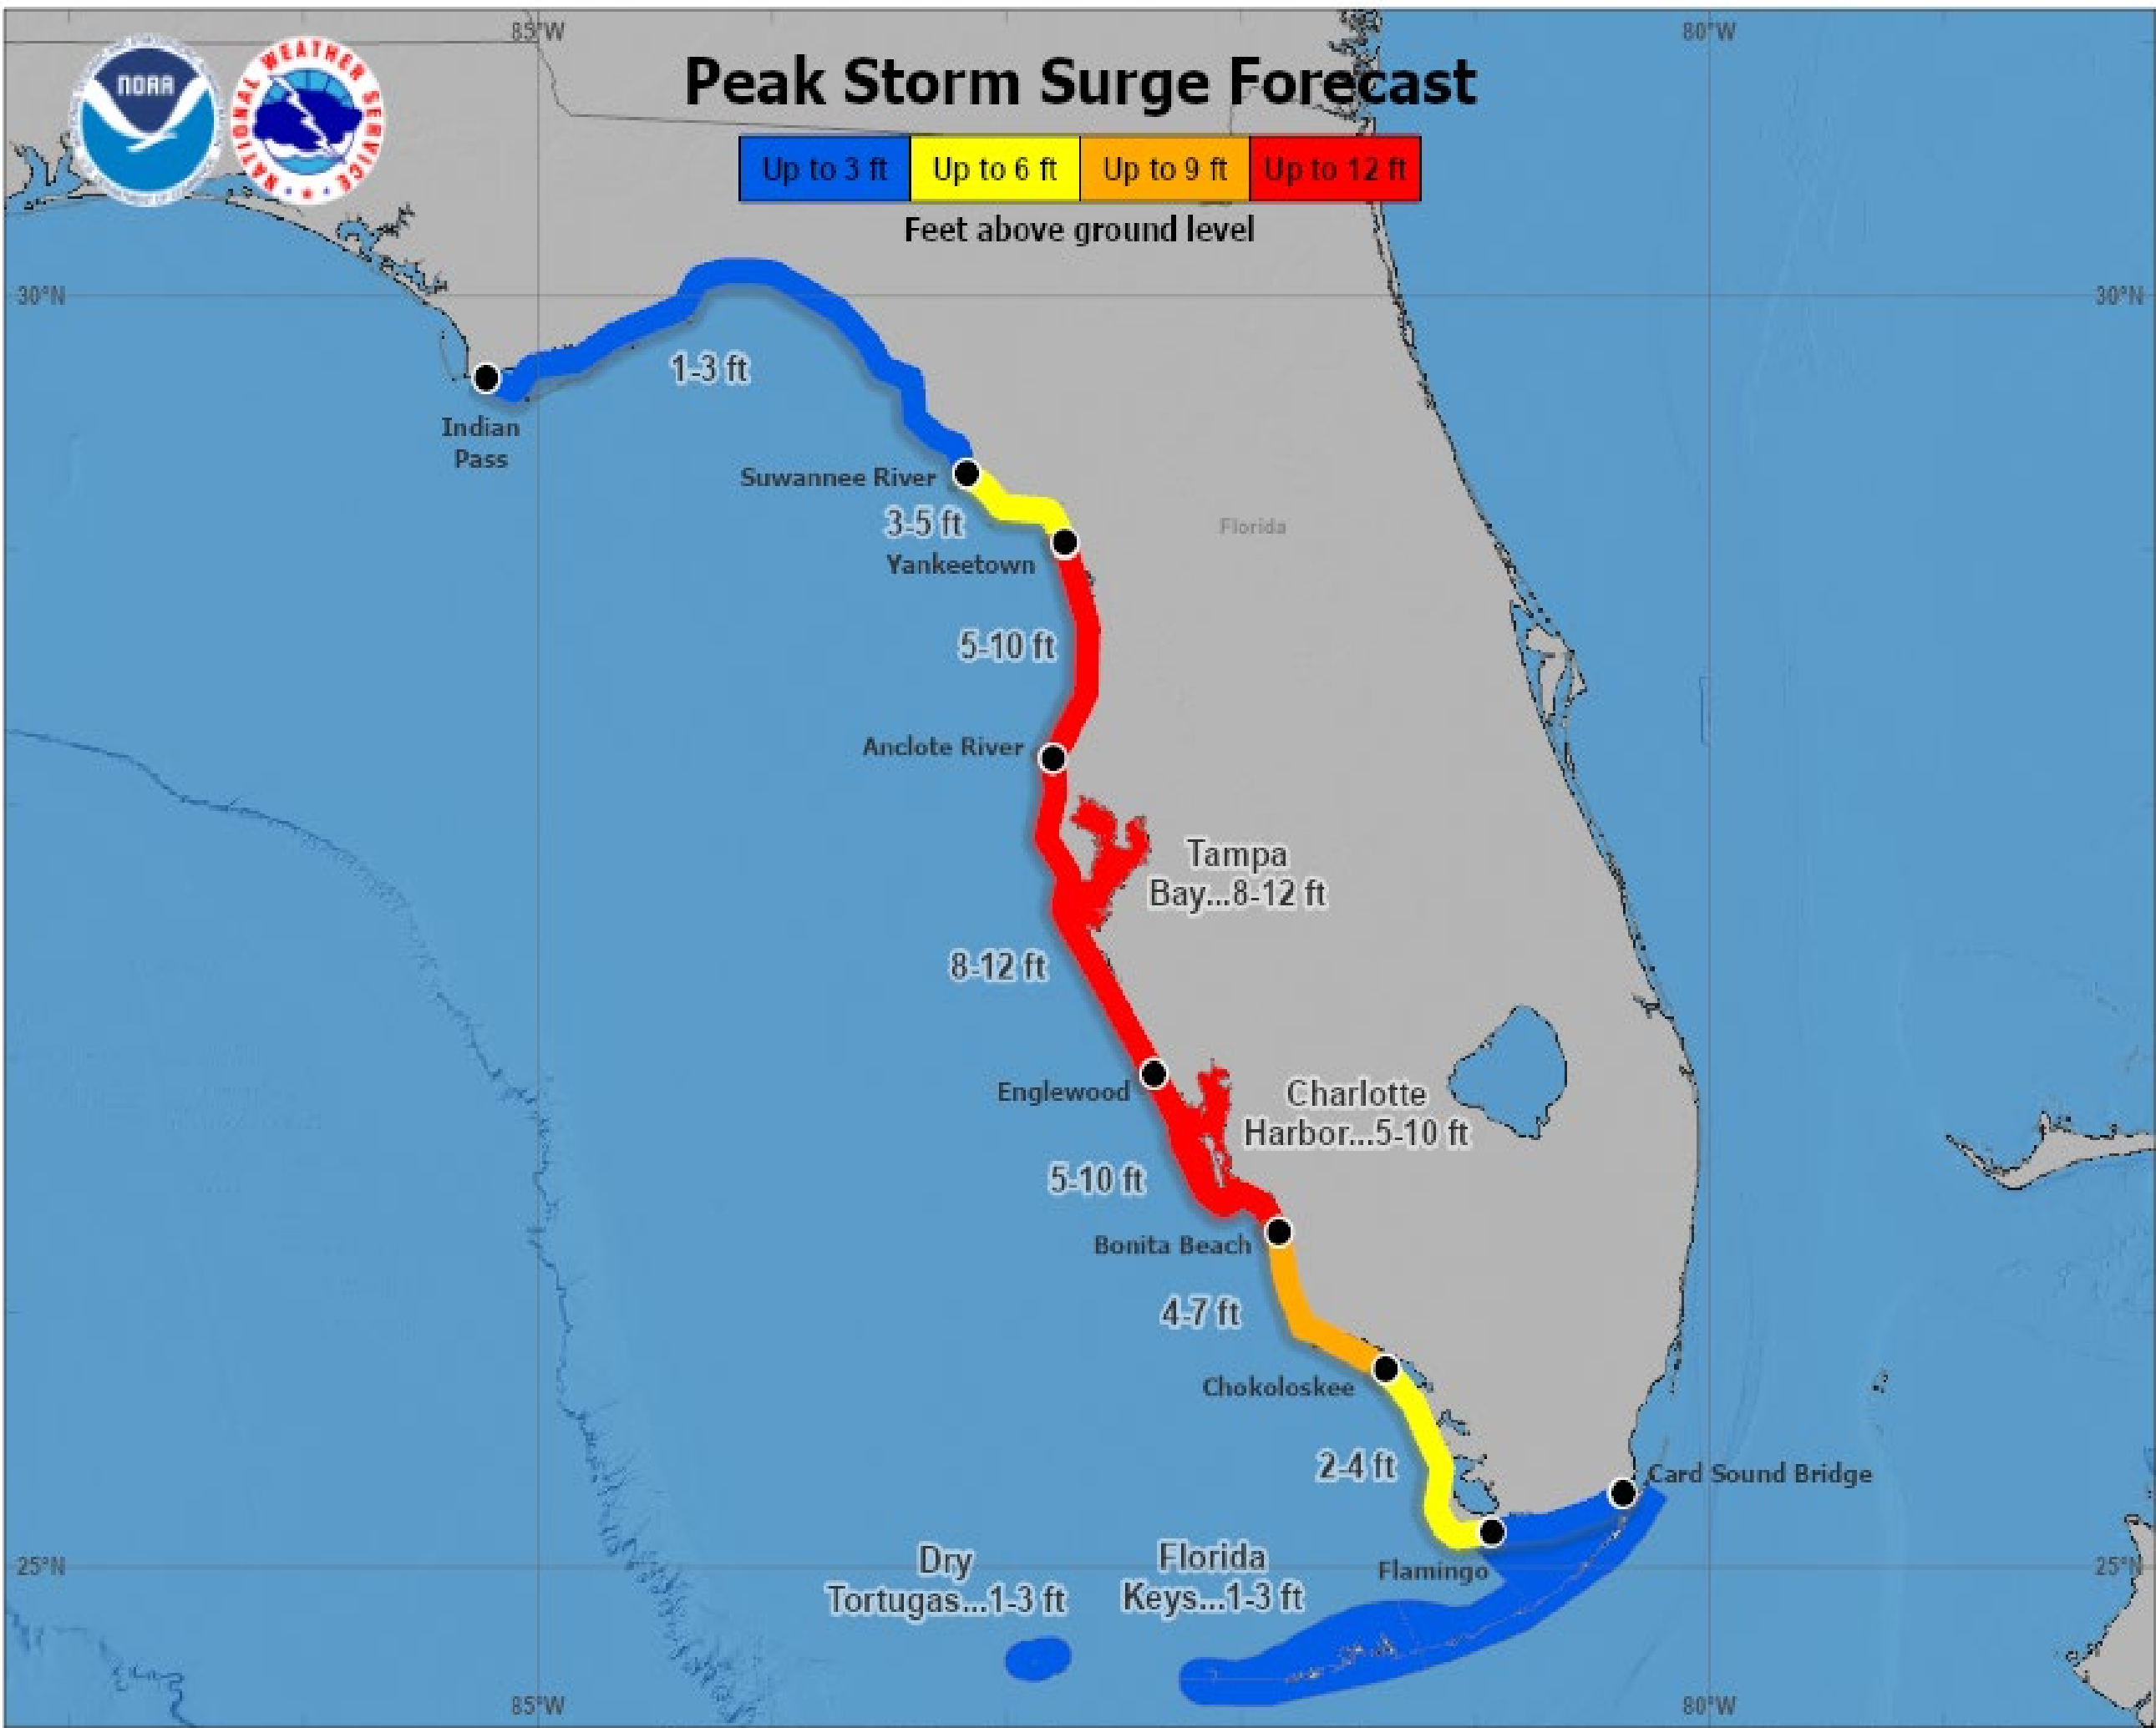 85°W
80°W
NOAA
NATIONAL WEATHER SERVICE
Peak Storm Surge Forecast
Up to 3 ft
Up to 6 ft
Up to 9 ft
Up to 12 ft
Feet above ground level
30°N
30°N
1-3 ft
Indian
Pass
Suwannee River
3-5 ft
Florida
Yankeetown
5-10 ft
Anclote River
Tampa
Bay...8-12 ft
8-12 ft
Englewood
Charlotte
Harbor...5-10 ft
5-10 ft
Bonita Beach
4-7 ft
Chokoloskee
2-4 ft
Card Sound Bridge
Flamingo
Dry
Tortugas...1-3 ft
Florida
Keys...1-3 ft
25°N
25°N
85°W
80°W